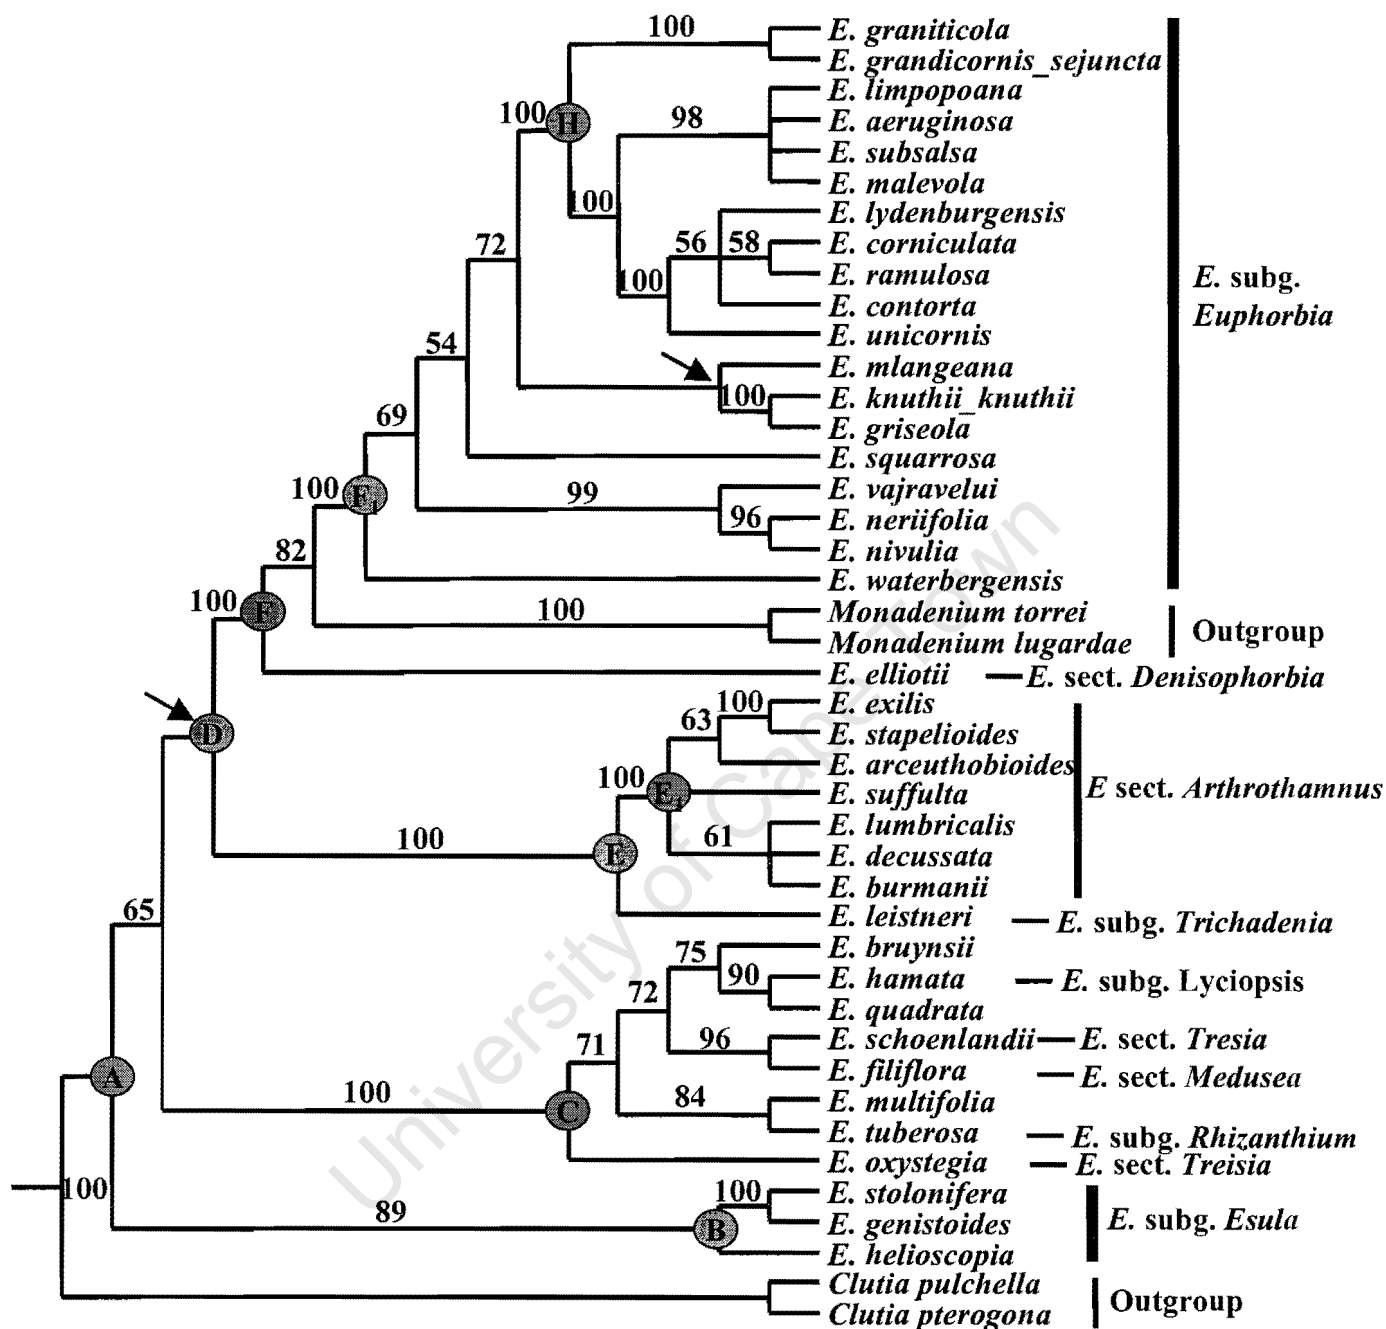 100
E. graniticola
E. grandicornis_sejuncta
100
H
98
E. limpopoana
E. aeruginosa
E. subsalsa
E. malevola
100
E. lydenburgensis
72
56
58
E. corniculata
E. ramulosa
100
E. contorta
E. unicornis
E. subg.
Euphorbia
54
E. mlangeana
100
E. knuthii_knuthii
E. griseola
69
E. squarrosa
100
F1
99
E. vajravelui
96
E. neriifolia
E. nivulia
82
E. waterbergensis
100
F
100
Monadenium torrei
Monadenium lugardae
Outgroup
E. elliotii
E. sect. Denisophorbia
D
100
E. exilis
63
E. stapelioides
E. arceuthobioides
100
E1
E. suffulta
E sect. Arthrothamnus
E. lumbricalis
100
E
61
E. decussata
E. burmanii
65
E. leistneri
E. subg. Trichadenia
75
E. bruynsii
90
E. hamata
E. subg. Lyciopsis
72
E. quadrata
96
E. schoenlandii
E. sect. Tresia
71
E. filiflora
E. sect. Medusea
A
100
C
84
E. multifolia
E. tuberosa
E. subg. Rhizanthium
E. oxystegia
E. sect. Treisia
100
100
E. stolonifera
89
B
E. genistoides
E. subg. Esula
E. helioscopia
Clutia pulchella
Clutia pterogona
Outgroup
University of Cape Town